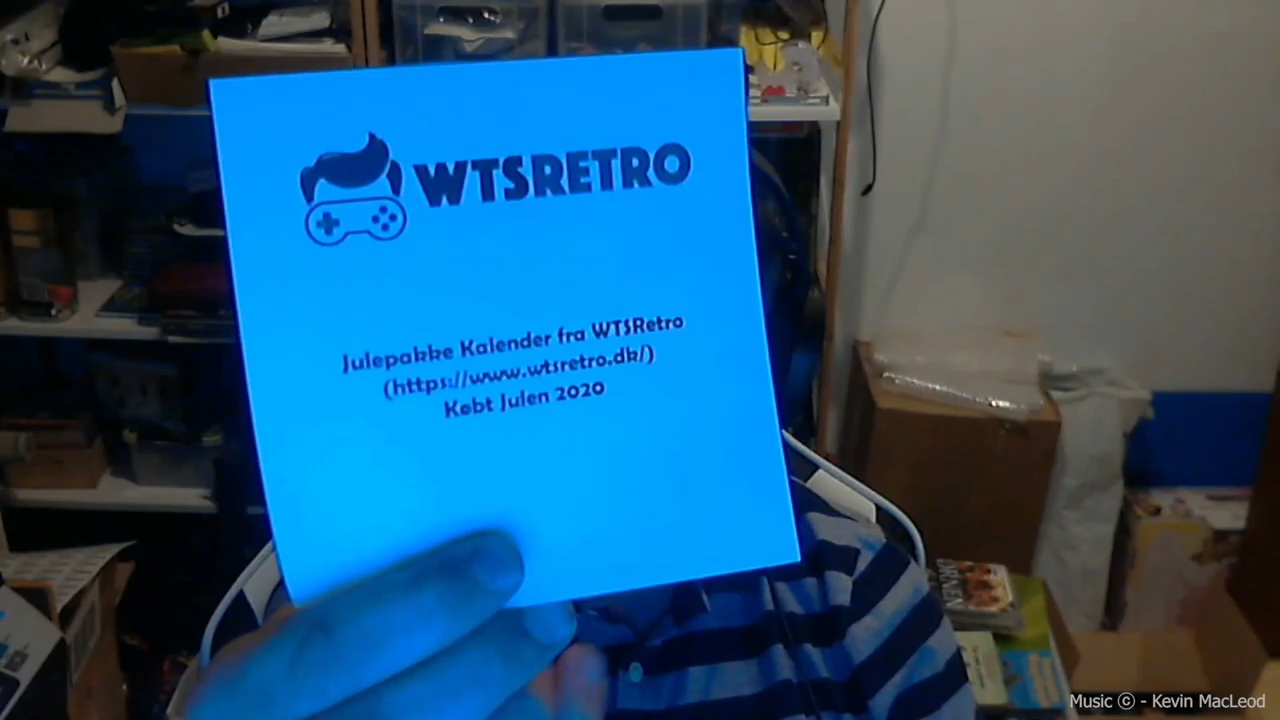 WTSRETRO
Julepakke Kalender fra WTSRetro
(https://www.wtsretro.dk/)
Købt Julen 2020
Music ⓒ - Kevin MacLeod